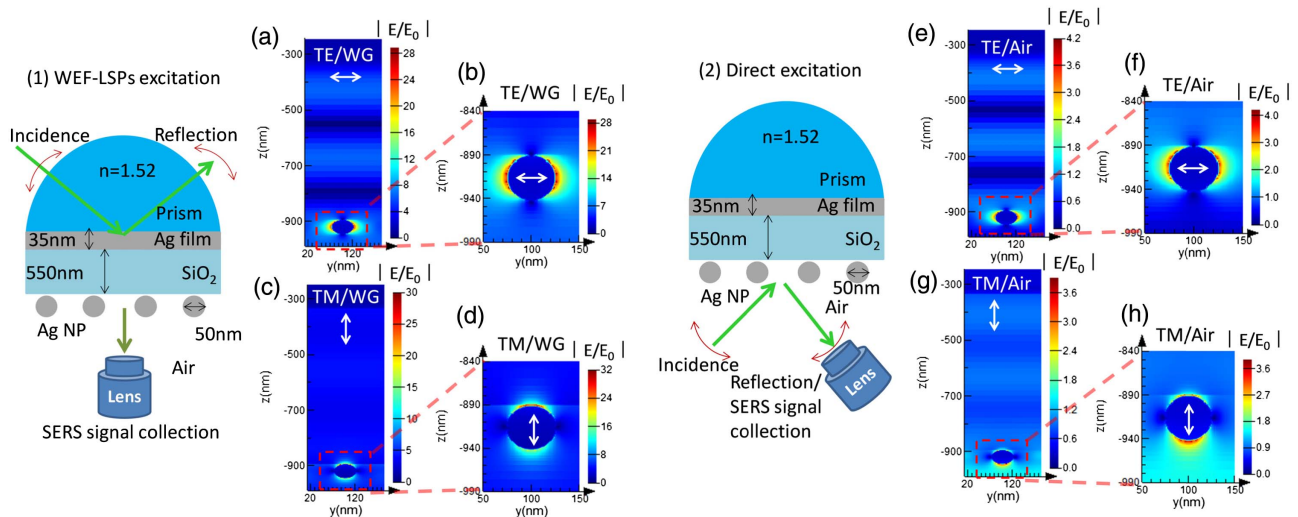 (1) WEF-LSPs excitation
Incidence
Reflection
n=1.52
Prism
35nm
Ag film
550nm
SiO2
Ag NP
50nm
Air
Lens
SERS signal collection
(a)
| E/E0 |
TE/WG
z(nm)
-300
-500
-700
-900
28
24
20
16
12
8
4
0
(b)
TE/WG
| E/E0 |
z(nm)
-840
-890
-940
-990
50
100
150
y(nm)
28
21
14
7
0
(c)
| E/E0 |
TM/WG
z(nm)
-300
-500
-700
-900
20
120
y(nm)
30
25
20
15
10
5
0
(d)
TM/WG
| E/E0 |
z(nm)
-840
-890
-940
-990
50
100
150
y(nm)
32
24
16
8
0
(2) Direct excitation
n=1.52
Prism
35nm
Ag film
550nm
SiO2
Ag NP
50nm
Air
Incidence
Reflection/
SERS signal
collection
Lens
(e)
| E/E0 |
TE/Air
z(nm)
-300
-500
-700
-900
20
120
y(nm)
4.2
3.6
3.0
2.4
1.8
1.2
0.6
0.0
(f)
TE/Air
| E/E0 |
z(nm)
-840
-890
-940
-990
50
100
150
y(nm)
4.0
3.0
2.0
1.0
0.0
(g)
| E/E0 |
TM/Air
z(nm)
-300
-500
-700
-900
20
120
y(nm)
3.6
3.0
2.4
1.8
1.2
0.6
0.0
(h)
TM/Air
| E/E0 |
z(nm)
-840
-890
-940
-990
50
100
150
y(nm)
3.6
2.7
1.8
0.9
0.0